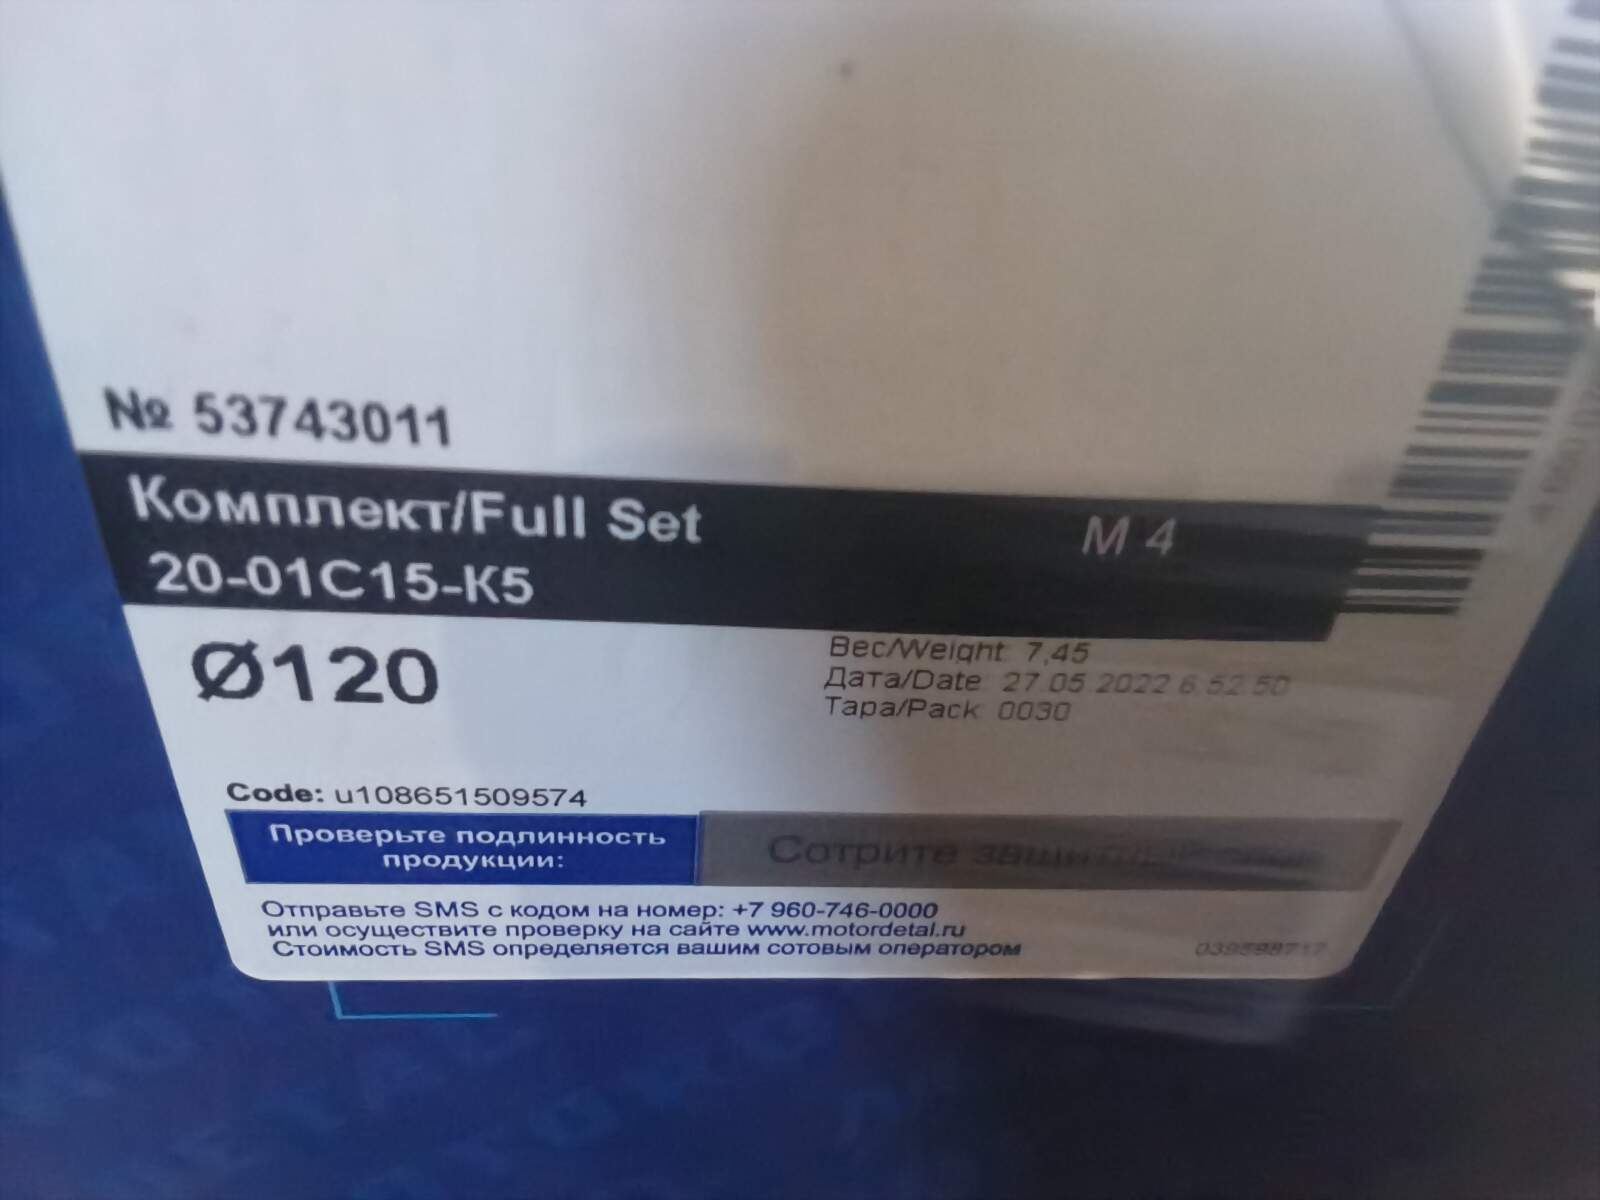 № 53743011
Комплект/Full Set
M 4
20-01C15-K5
Ø120
Вес/Weight: 7,45
Дата/Date: 27.05.2022 6:52:50
Тара/Pack: 0030
Code: u108651509574
Проверьте подлинность
продукции:
Сотрите
Отправьте SMS с кодом на номер: +7 960-746-0000
или осуществите проверку на сайте www.motordetal.ru
Стоимость SMS определяется вашим сотовым оператором